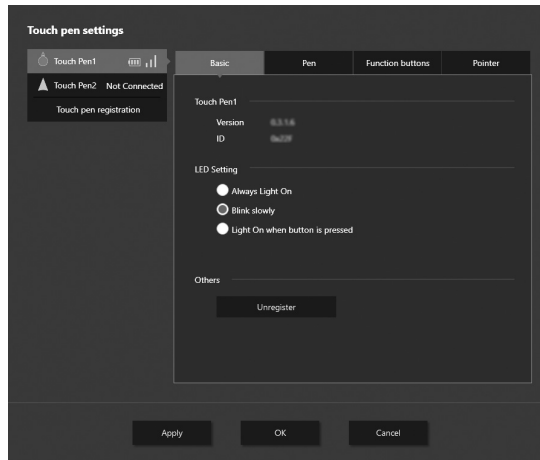 Touch pen settings
Touch Pen1
Touch Pen2 Not Connected
Touch pen registration
Basic Pen Function buttons Pointer
Touch Pen1
Version
ID
LED Setting
Always Light On
Blink slowly
Light On when button is pressed
Others
Unregister
Apply OK Cancel